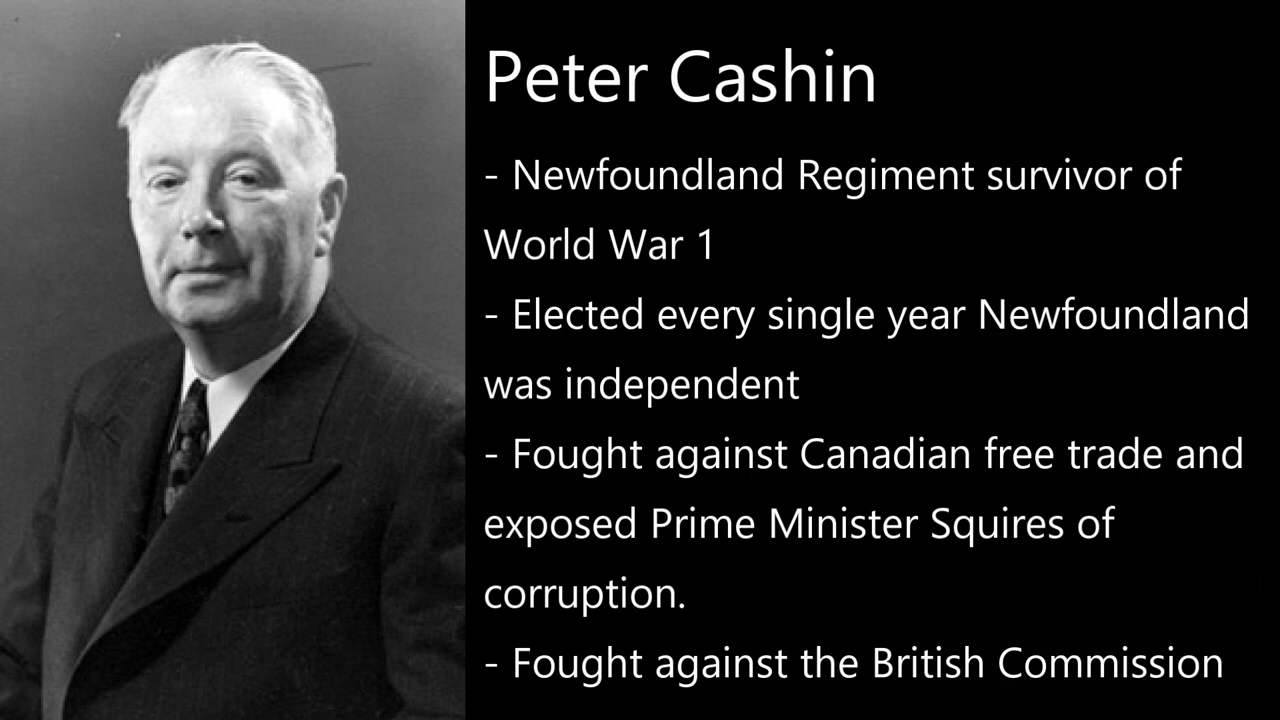 Peter Cashin
- Newfoundland Regiment survivor of
World War 1
- Elected every single year Newfoundland
was independent
- Fought against Canadian free trade and
exposed Prime Minister Squires of
corruption.
- Fought against the British Commission